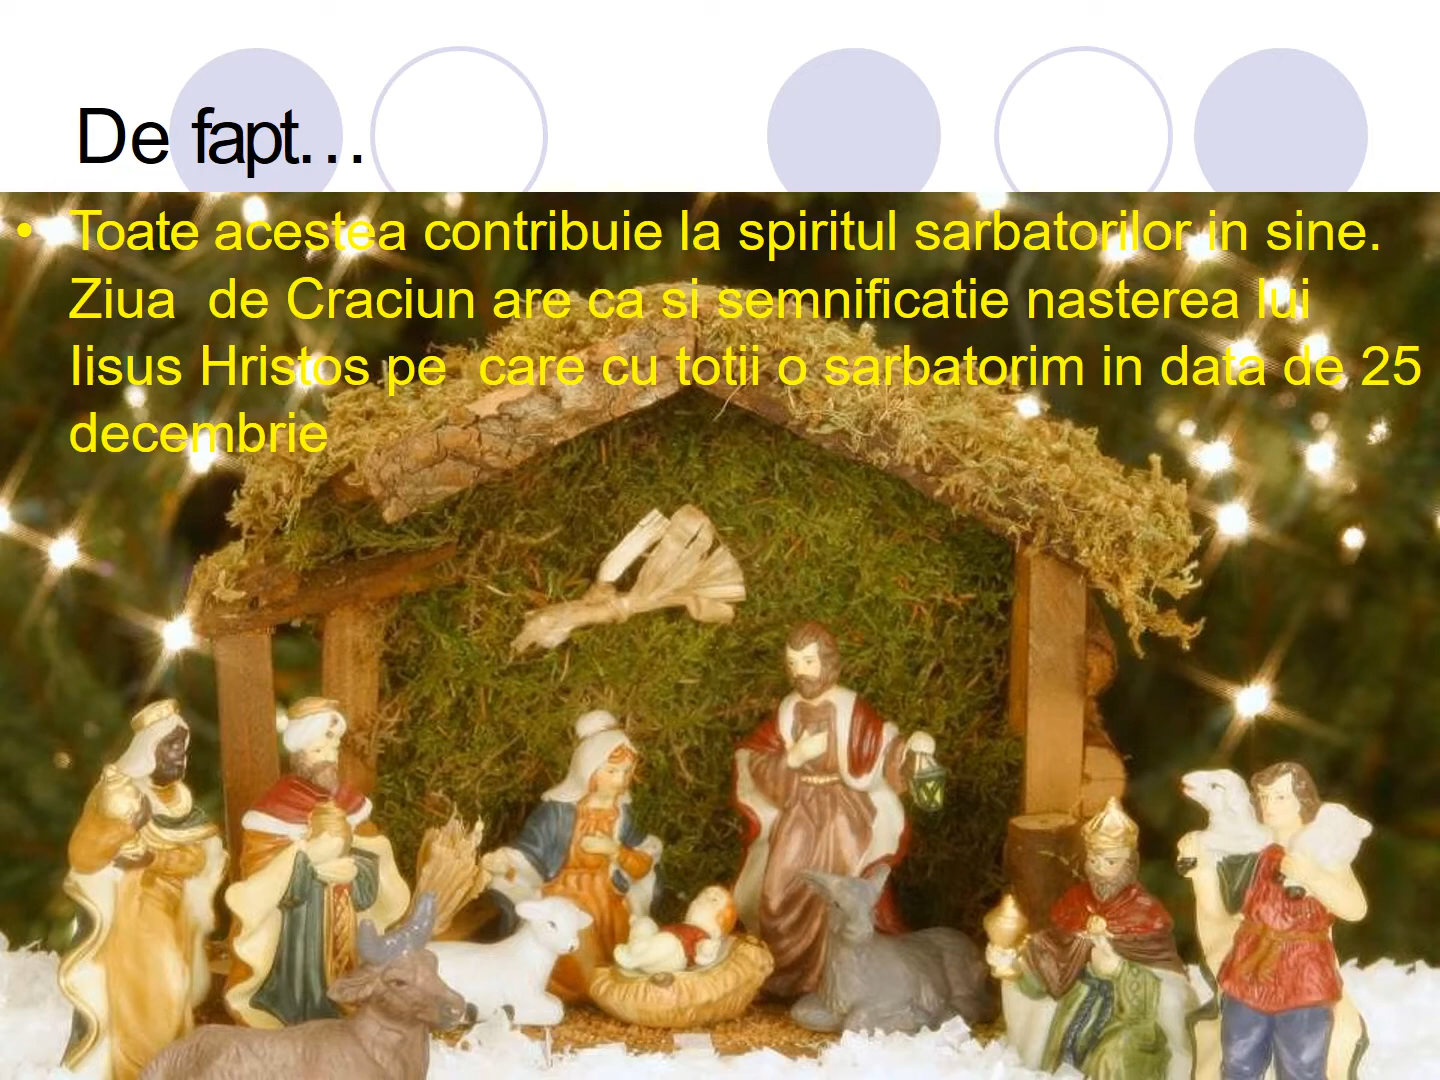 De fapt…
• Toate acestea contribuie la spiritul sarbatorilor in sine.
Ziua  de Craciun are ca si semnificatie nasterea lui
Iisus Hristos pe  care cu totii o sarbatorim in data de 25
decembrie